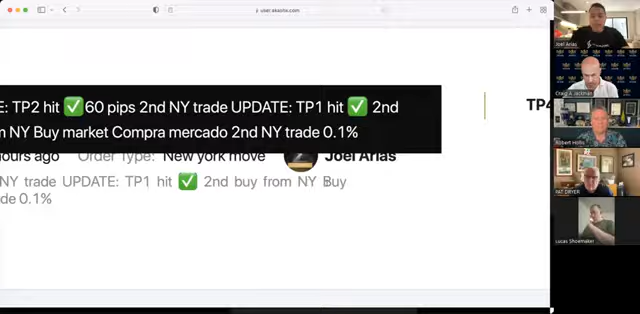 user.eksolte.com
E: TP2 hit ✅60 pips 2nd NY trade UPDATE: TP1 hit ✅ 2nd
m NY Buy market Compra mercado 2nd NY trade 0.1%
TP4
hours ago Order Type: New york move Joel Arias
NY trade UPDATE: TP1 hit ✅ 2nd buy from NY Buy
de 0.1%
Joel Arias
Craig A Jackman
Robert Hollis
PAT DRYER
Lucas Shoemaker